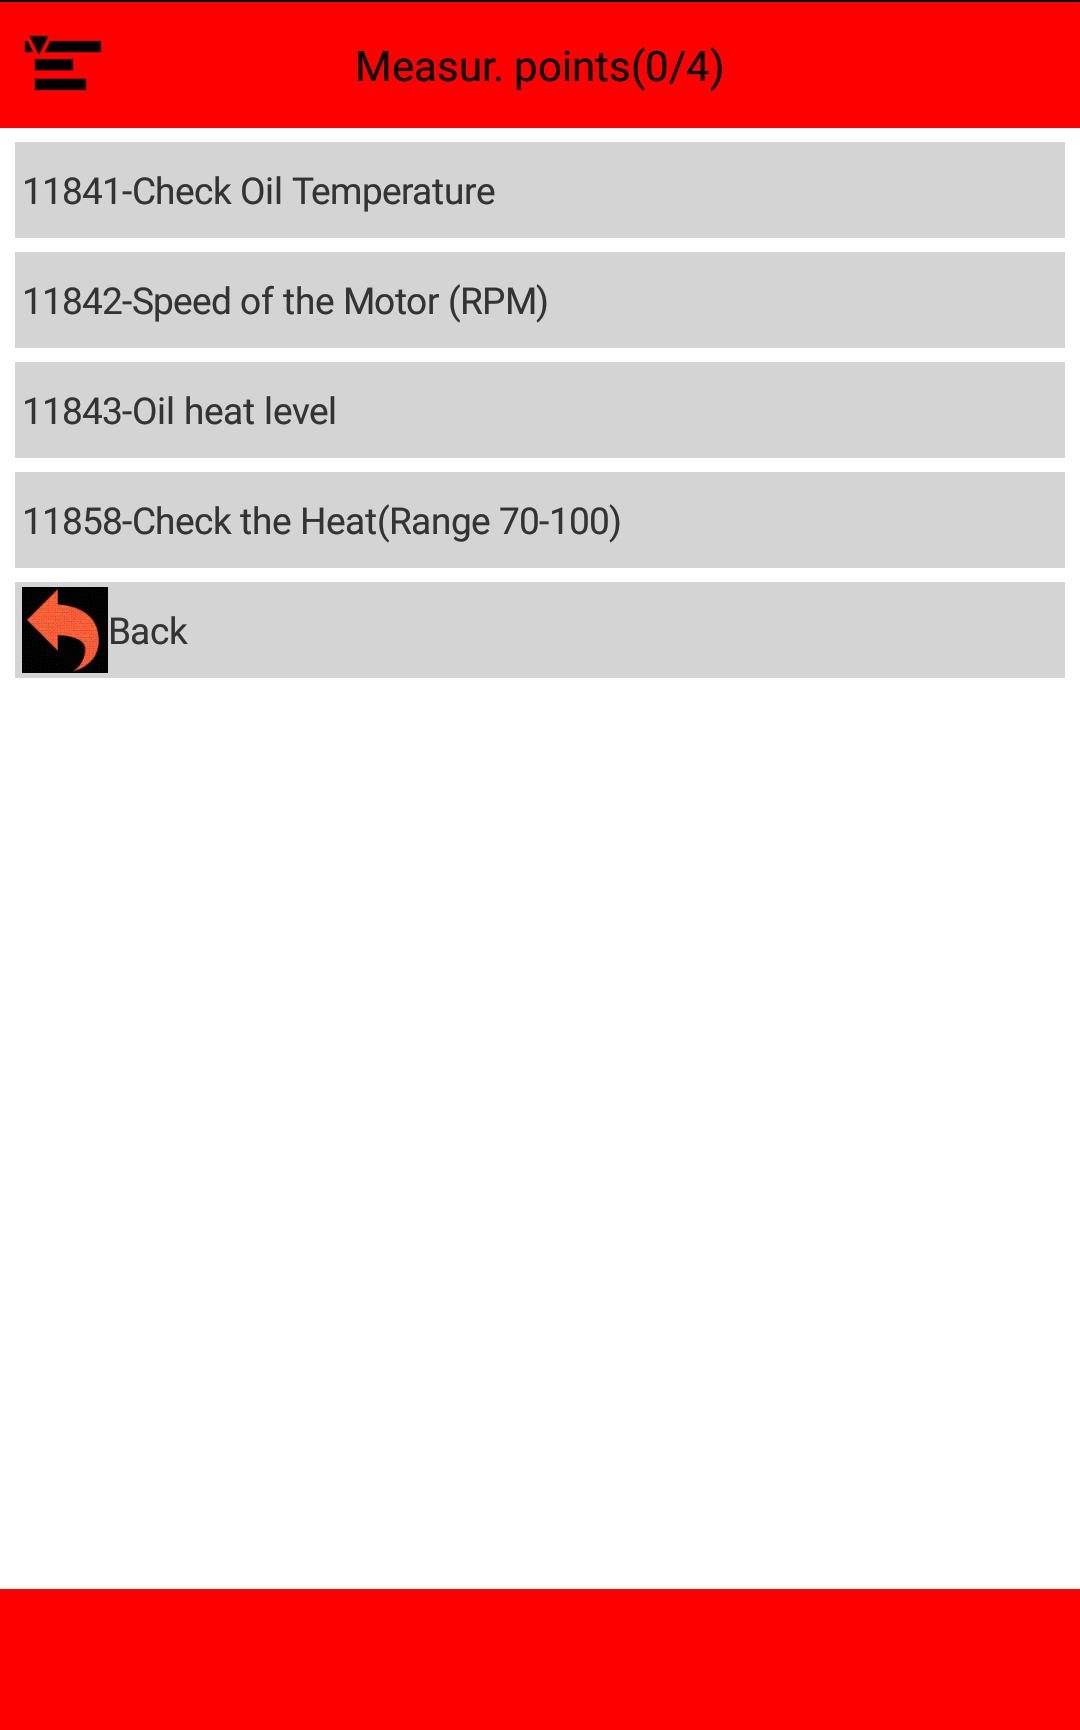 Measur. points(0/4)
11841-Check Oil Temperature
11842-Speed of the Motor (RPM)
11843-Oil heat level
11858-Check the Heat(Range 70-100)
Back